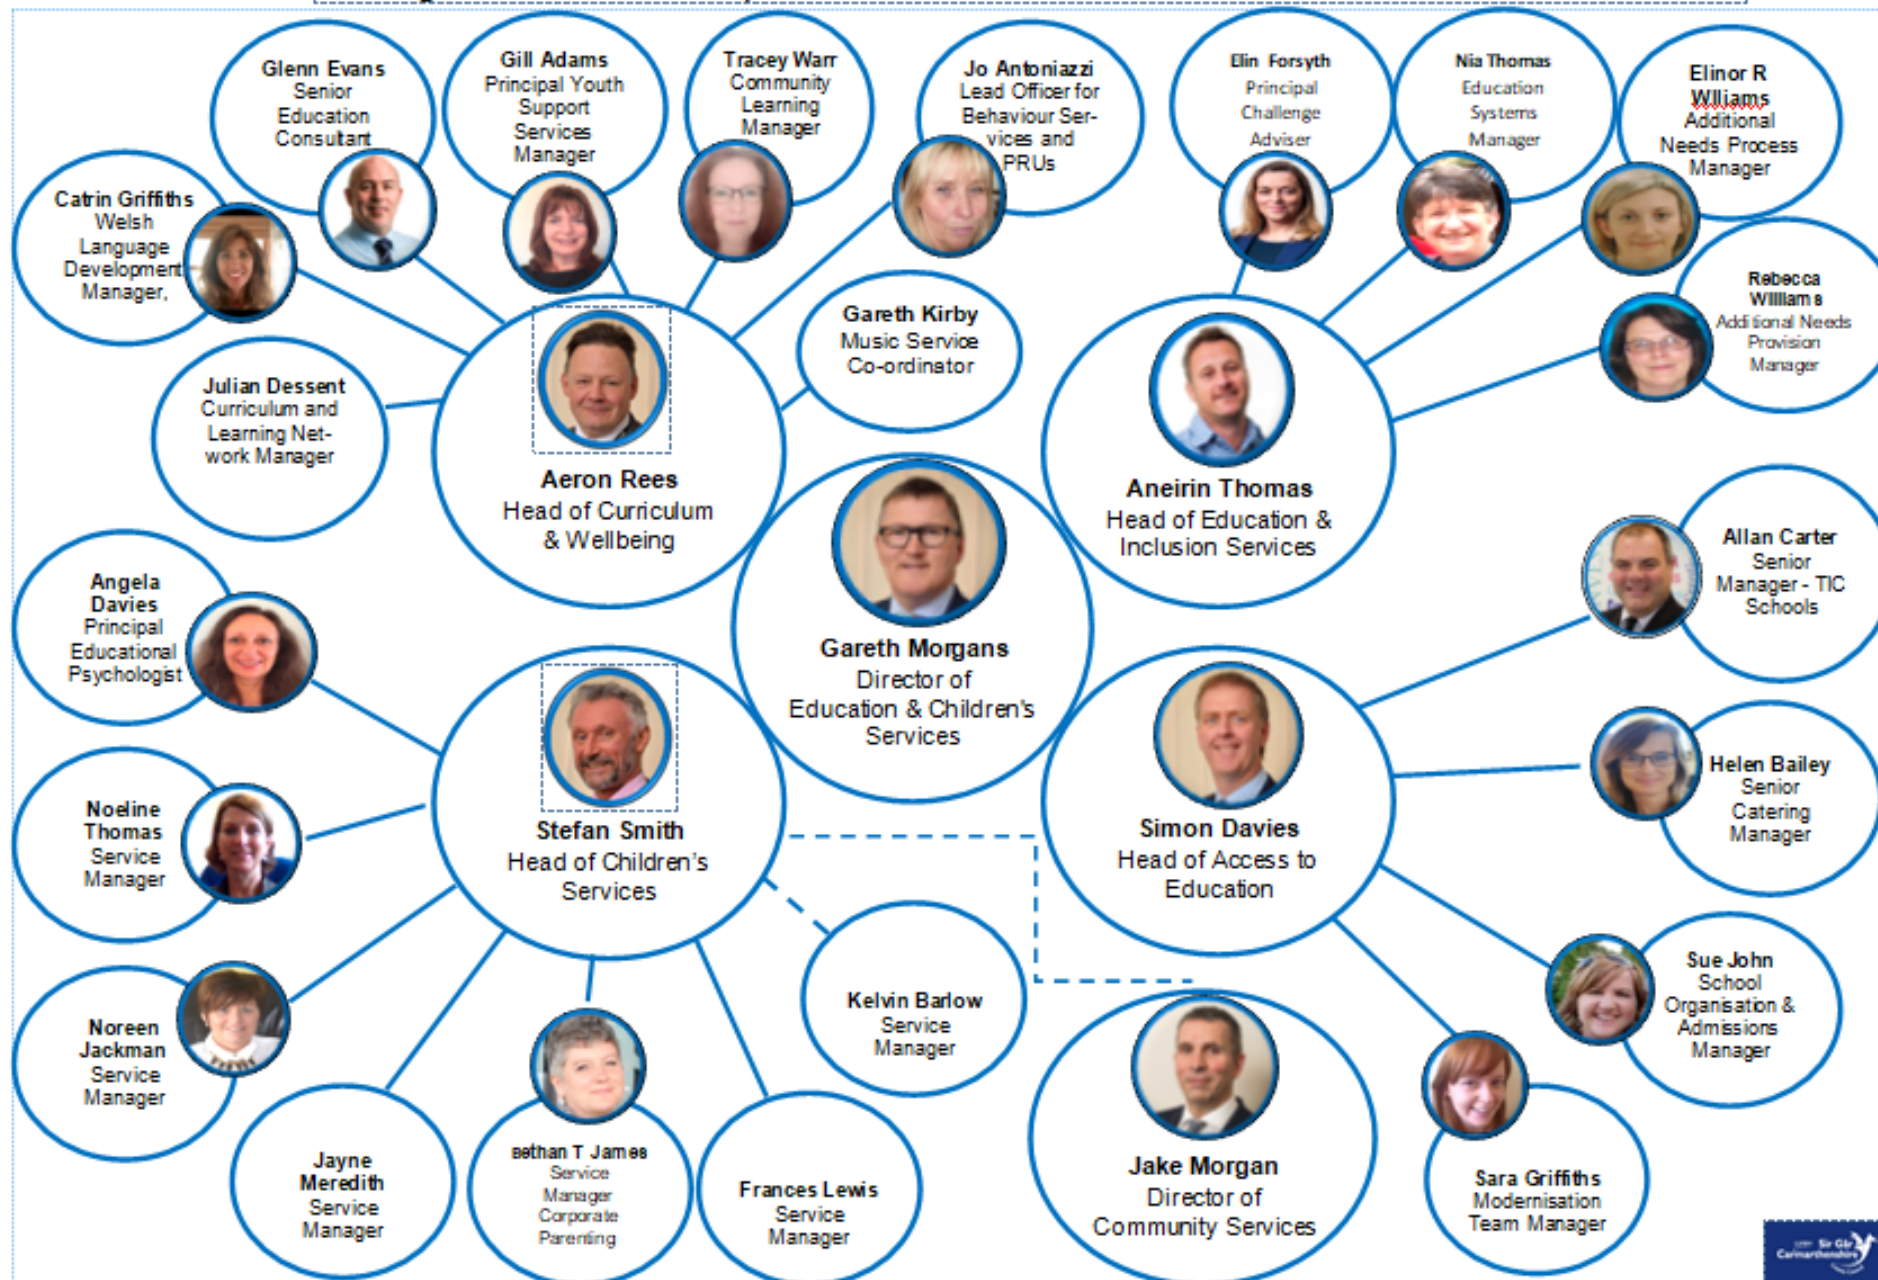 Glenn Evans
Senior
Education
Consultant
Gill Adams
Principal Youth
Support
Services
Manager
Tracey Warr
Community
Learning
Manager
Jo Antoniazzi
Lead Officer for
Behaviour Ser-
vices and
PRUs
Elin Forsyth
Principal
Challenge
Adviser
Nia Thomas
Education
Systems
Manager
Elinor R
Wlliams
Additional
Needs Process
Manager
Catrin Griffiths
Welsh
Language
Development
Manager,
Rebecca
Williams
Additional Needs
Provision
Manager
Gareth Kirby
Music Service
Co-ordinator
Julian Dessent
Curriculum and
Learning Net-
work Manager
Aeron Rees
Head of Curriculum
& Wellbeing
Aneirin Thomas
Head of Education &
Inclusion Services
Allan Carter
Senior
Manager - TIC
Schools
Angela
Davies
Principal
Educational
Psychologist
Gareth Morgans
Director of
Education & Children's
Services
Helen Bailey
Senior
Catering
Manager
Noeline
Thomas
Service
Manager
Stefan Smith
Head of Children's
Services
Simon Davies
Head of Access to
Education
Sue John
School
Organisation &
Admissions
Manager
Kelvin Barlow
Service
Manager
Noreen
Jackman
Service
Manager
Jayne
Meredith
Service
Manager
Bethan T James
Service
Manager
Corporate
Parenting
Frances Lewis
Service
Manager
Jake Morgan
Director of
Community Services
Sara Griffiths
Modernisation
Team Manager
Sir Gâr
Carmarthenshire